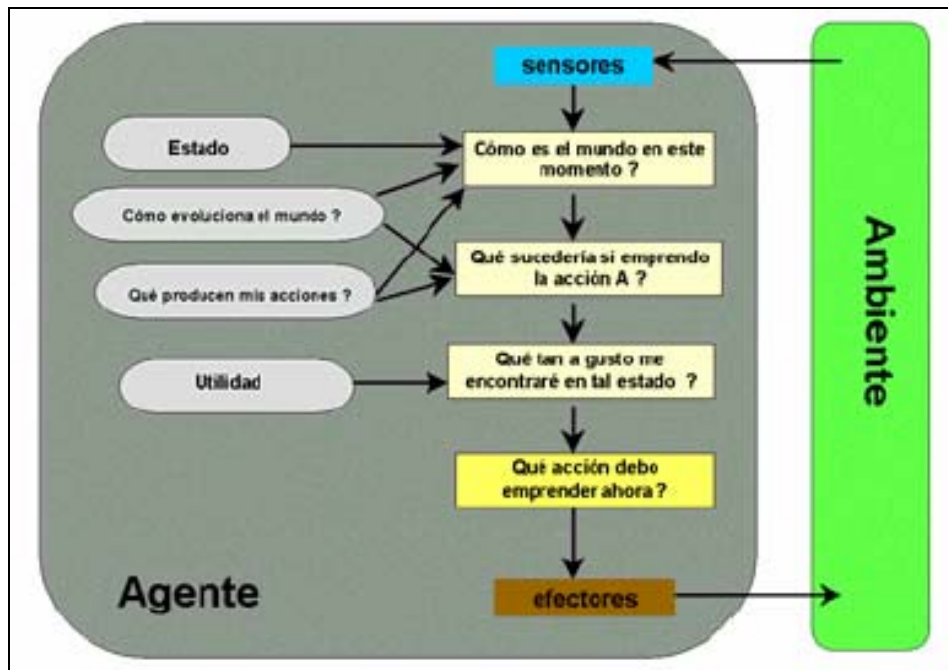 sensores
Estado
Cómo es el mundo en este
momento ?
Cómo evoluciona el mundo ?
Qué sucedería si emprendo
la acción A ?
Qué producen mis acciones ?
Qué tan a gusto me
encontraré en tal estado ?
Utilidad
Qué acción debo
emprender ahora ?
efectores
Agente
Ambiente